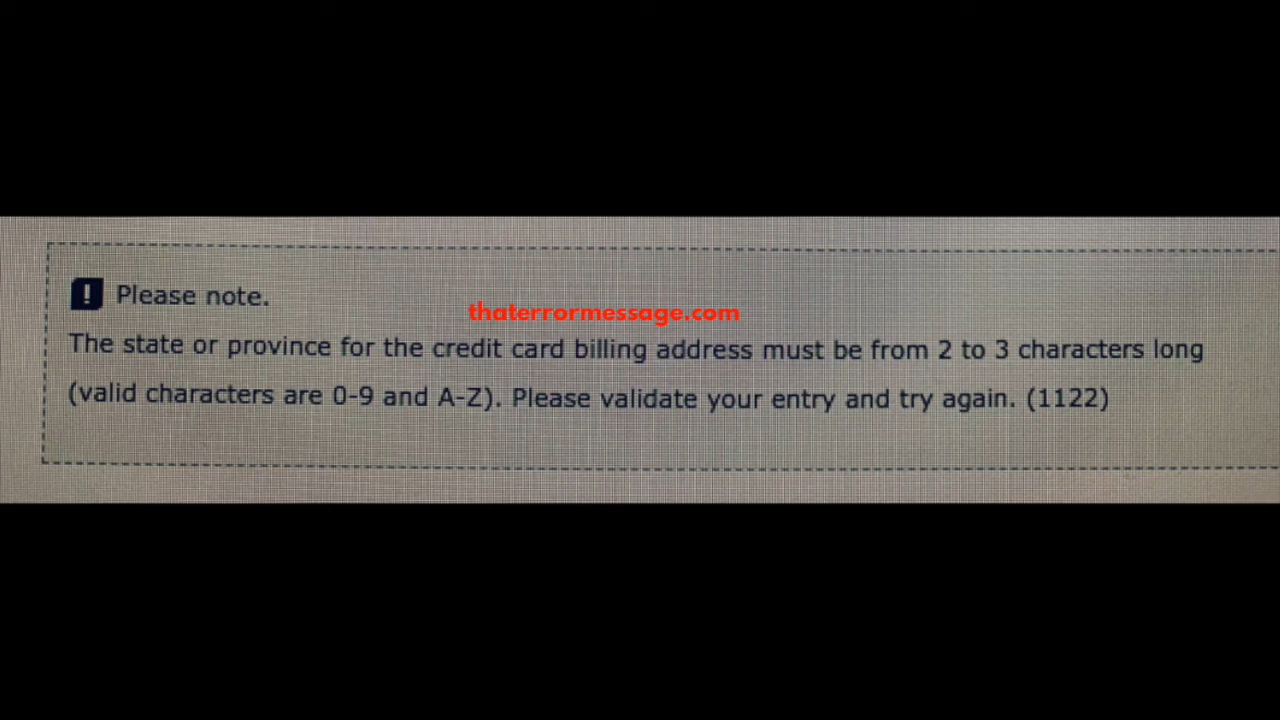 ! Please note.
thaterrormessage.com
The state or province for the credit card billing address must be from 2 to 3 characters long
(valid characters are 0-9 and A-Z). Please validate your entry and try again. (1122)